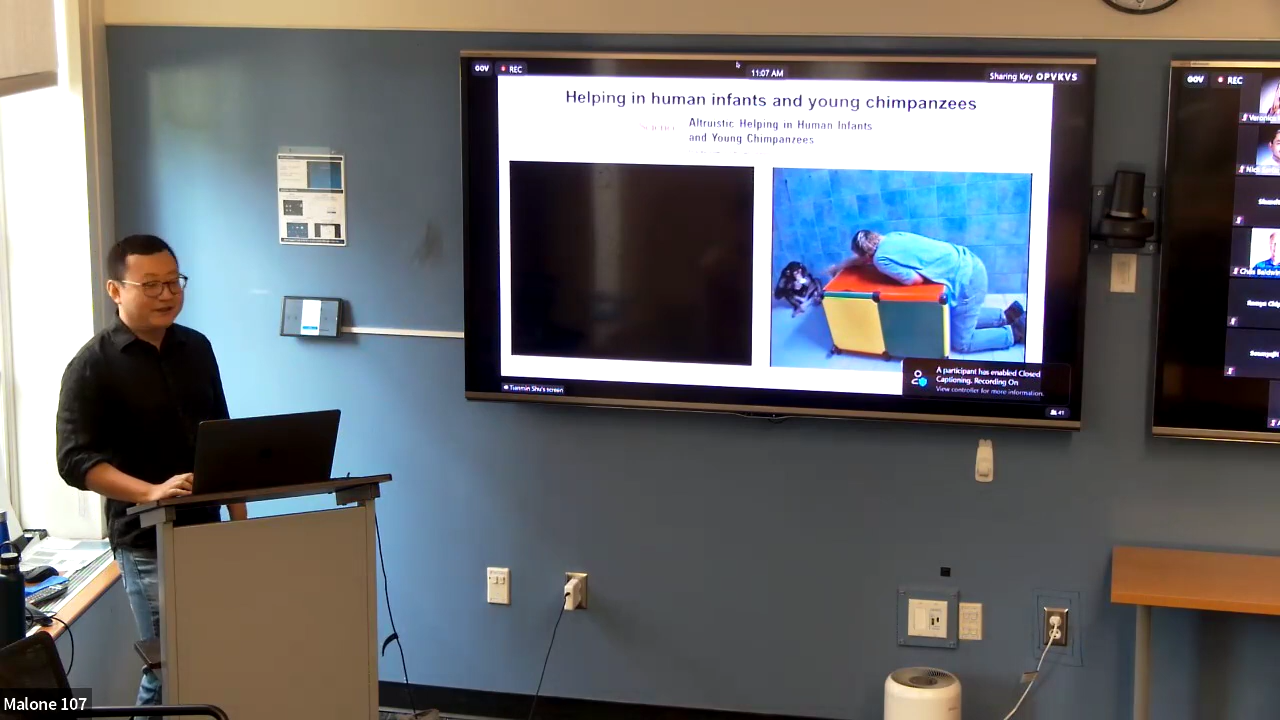 GOV
REC
11:07 AM
Sharing Key OPVKVS
Helping in human infants and young chimpanzees
Science
Altruistic Helping in Human Infants
and Young Chimpanzees
A participant has enabled Closed
Captioning, Recording On
View controller for more information.
Tianmin Shu's screen
41
GOV
REC
Malone 107